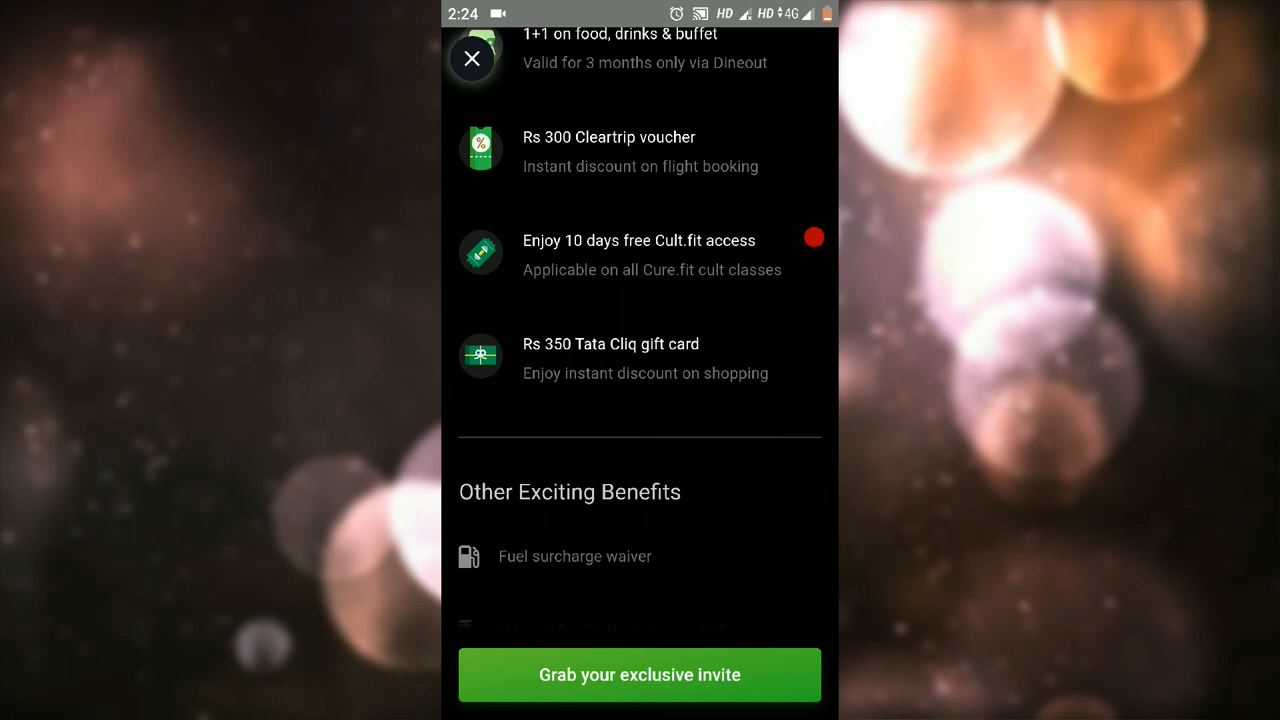 2:24 HD HD 4G
1+1 on food, drinks & buffet
Valid for 3 months only via Dineout
%
Rs 300 Cleartrip voucher
Instant discount on flight booking
Enjoy 10 days free Cult.fit access
Applicable on all Cure.fit cult classes
Rs 350 Tata Cliq gift card
Enjoy instant discount on shopping
Other Exciting Benefits
Fuel surcharge waiver
Grab your exclusive invite